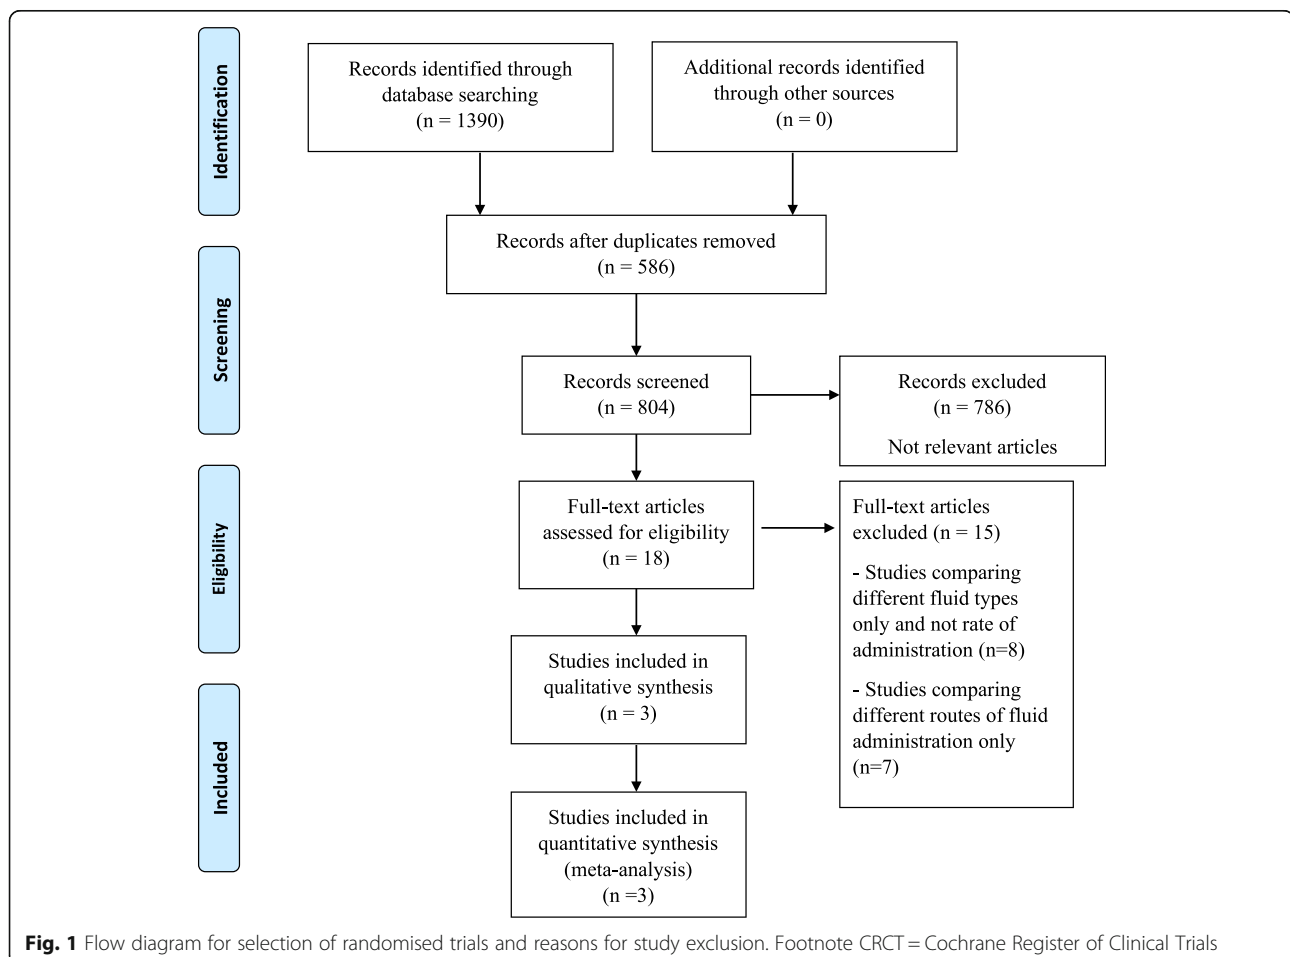 Identification
Records identified through
database searching
(n = 1390)
Additional records identified
through other sources
(n = 0)
Records after duplicates removed
(n = 586)
Screening
Records screened
(n = 804)
Records excluded
(n = 786)
Not relevant articles
Eligibility
Full-text articles
assessed for eligibility
(n = 18)
Full-text articles
excluded (n = 15)
- Studies comparing
different fluid types
only and not rate of
administration (n=8)
- Studies comparing
different routes of fluid
administration only
(n=7)
Studies included in
qualitative synthesis
(n = 3)
Included
Studies included in
quantitative synthesis
(meta-analysis)
(n =3)
Fig. 1 Flow diagram for selection of randomised trials and reasons for study exclusion. Footnote CRCT = Cochrane Register of Clinical Trials